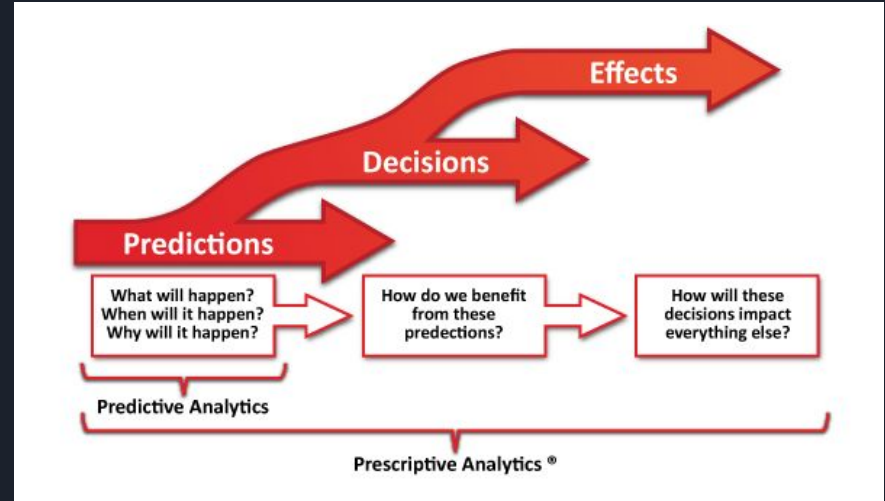 Effects
Decisions
Predictions
What will happen?
When will it happen?
Why will it happen?
How do we benefit
from these
predections?
How will these
decisions impact
everything else?
Predictive Analytics
Prescriptive Analytics ®